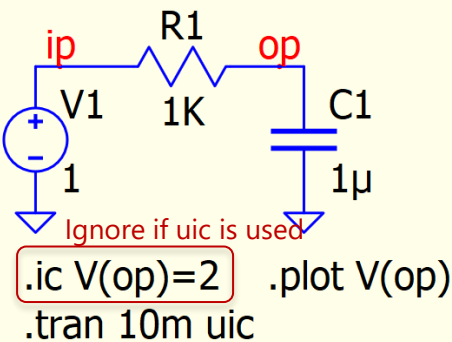 R1
ip
op
V1
1K
C1
1
1µ
Ignore if uic is used
.ic V(op)=2
.plot V(op)
.tran 10m uic